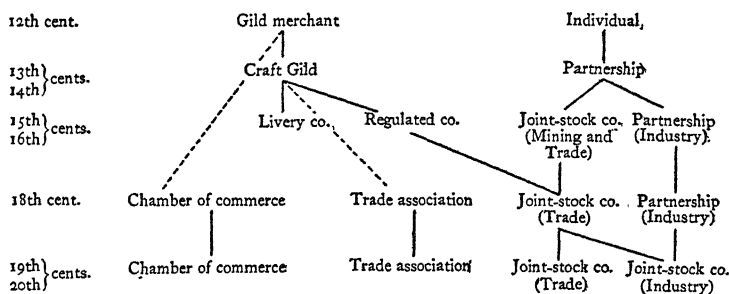 12th cent. Gild merchant Individual
13th
14th } cents. Craft Gild Partnership
15th
16th } cents. Livery co. Regulated co. Joint-stock co. Partnership
(Mining and (Industry)
Trade)
18th cent. Chamber of commerce Trade association Joint-stock co. Partnership
(Trade) (Industry)
19th
20th } cents. Chamber of commerce Trade association Joint-stock co. Joint-stock co.
(Trade) (Industry)